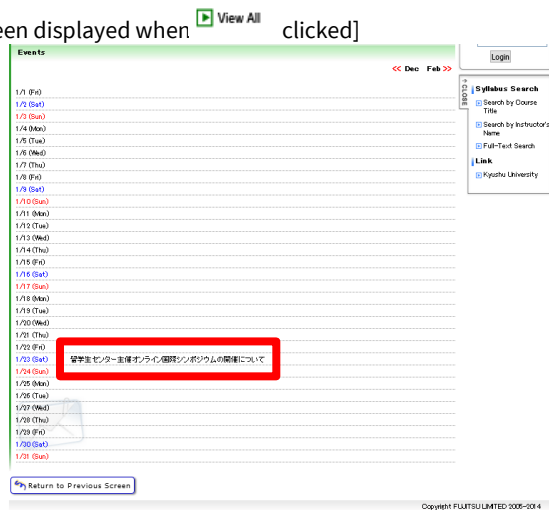 een displayed when View All clicked]
Events
Login
<< Dec Feb >>
CLOSE
Syllabus Search
Search by Course Title
Search by Instructor's Name
Full-Text Search
Link
Kyushu University
1/1 (Fri)
1/2 (Sat)
1/3 (Sun)
1/4 (Mon)
1/5 (Tue)
1/6 (Wed)
1/7 (Thu)
1/8 (Fri)
1/9 (Sat)
1/10 (Sun)
1/11 (Mon)
1/12 (Tue)
1/13 (Wed)
1/14 (Thu)
1/15 (Fri)
1/16 (Sat)
1/17 (Sun)
1/18 (Mon)
1/19 (Tue)
1/20 (Wed)
1/21 (Thu)
1/22 (Fri)
1/23 (Sat) 留学生センター主催オンライン国際シンポジウムの開催について
1/24 (Sun)
1/25 (Mon)
1/26 (Tue)
1/27 (Wed)
1/28 (Thu)
1/29 (Fri)
1/30 (Sat)
1/31 (Sun)
Return to Previous Screen
Copyright FUJITSU LIMITED 2005-2014